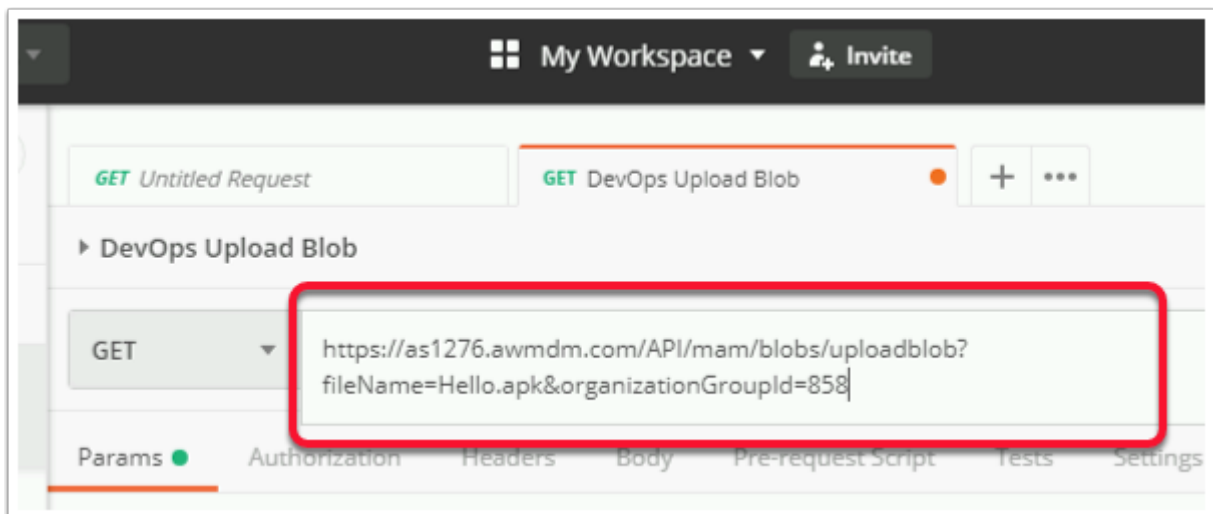 My Workspace Invite
GET Untitled Request GET DevOps Upload Blob
DevOps Upload Blob
GET https://as1276.awmdm.com/API/mam/blobs/uploadblob?
fileName=Hello.apk&organizationGroupId=858
Params Authorization Headers Body Pre-request Script Tests Settings